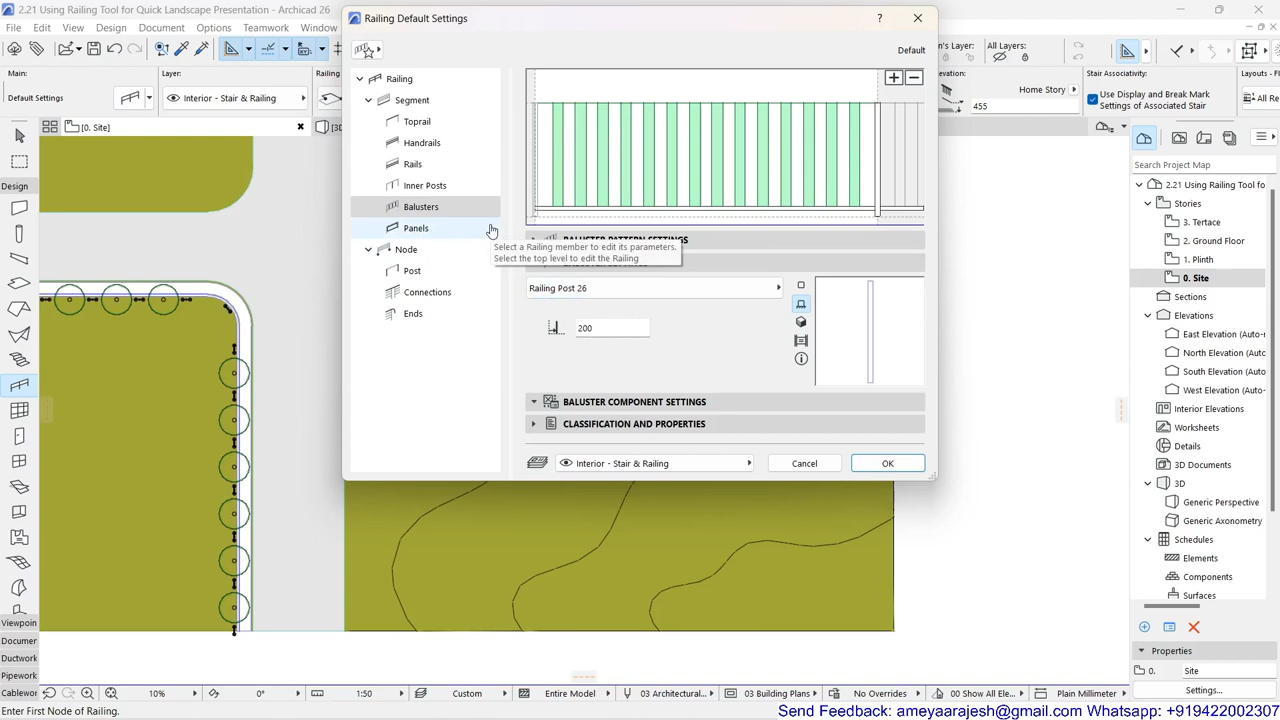 2.21 Using Railing Tool for Quick Landscape Presentation - Archicad 26
File Edit View Design Document Options Teamwork Window
Railing Default Settings
?
Default
Main:
Layer:
Default Settings
Interior - Stair & Railing
[0. Site]
Railing
Segment
Toprail
Handrails
Rails
Inner Posts
Balusters
Panels
Node
Post
Connections
Ends
Select a Railing member to edit its parameters.
Select the top level to edit the Railing
Railing Post 26
200
BALUSTER COMPONENT SETTINGS
CLASSIFICATION AND PROPERTIES
Interior - Stair & Railing
Cancel
OK
All Layers:
Home Story
455
Stair Associativity:
Use Display and Break Mark
Settings of Associated Stair
All Re
Search Project Map
2.21 Using Railing Tool fo
Stories
3. Tertace
2. Ground Floor
1. Plinth
0. Site
Sections
Elevations
East Elevation (Auto-
North Elevation (Auto
South Elevation (Auto
West Elevation (Auto-
Interior Elevations
Worksheets
Details
3D Documents
3D
Generic Perspective
Generic Axonometry
Schedules
Elements
Components
Surfaces
Properties
0. Site
Settings...
Design
Viewpoin
Documer
Ductwork
Pipework
Cablewor
10% 0° 1:50 Custom Entire Model 03 Architectural... 03 Building Plans No Overrides 00 Show All Ele... Plain Millimeter
Enter First Node of Railing.
Send Feedback: ameyaarajesh@gmail.com Whatsapp: +919422002307